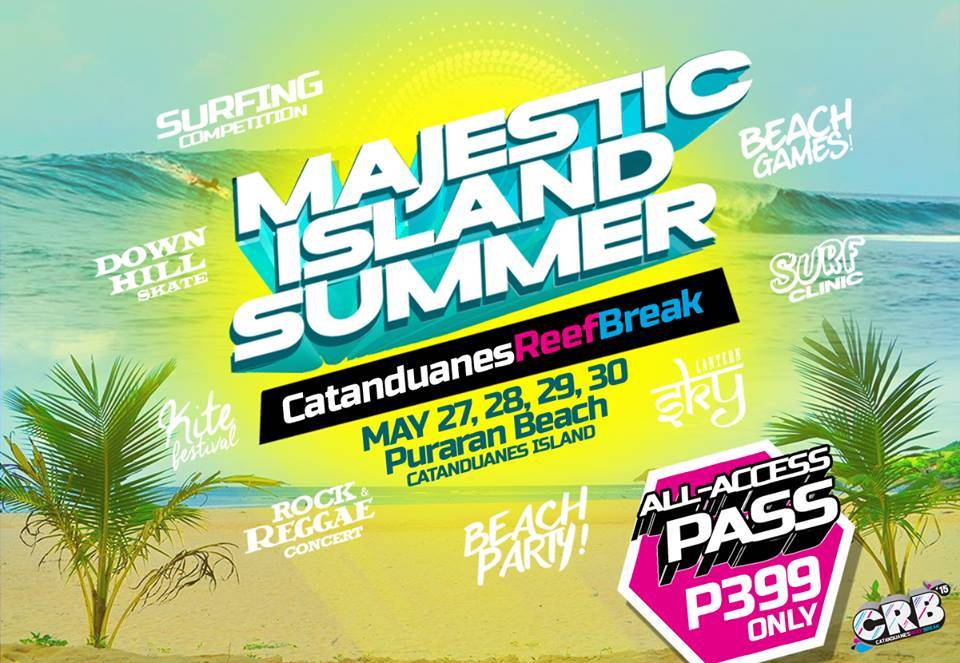 SURFING
COMPETITION
MAJESTIC
ISLAND
SUMMER
BEACH
GAMES!
DOWN
HILL
SKATE
SURF
CLINIC
CatanduanesReefBreak
MAY 27, 28, 29, 30
Puraran Beach
CATANDUANES ISLAND
LANTERN
Sky
Kite
festival
ROCK &
REGGAE
CONCERT
BEACH
PARTY!
ALL-ACCESS
PASS
P399
ONLY
CRB '15
CATANDUANESREEFBREAK